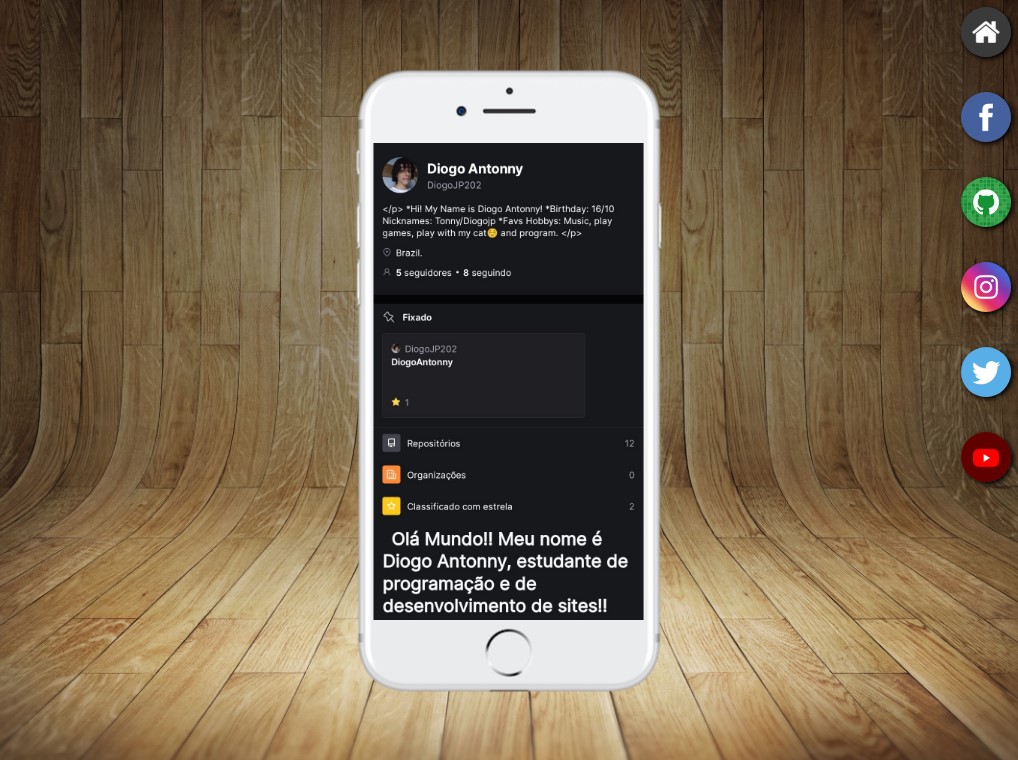 Diogo Antonny
DiogoJP202
</p> *Hi! My Name is Diogo Antonny! *Birthday: 16/10
Nicknames: Tonny/Diogojp *Favs Hobbys: Music, play
games, play with my cat😌 and program. </p>
Brazil.
5 seguidores • 8 seguindo
Fixado
DiogoJP202
DiogoAntonny
1
Repositórios 12
Organizações 0
Classificado com estrela 2
Olá Mundo!! Meu nome é
Diogo Antonny, estudante de
programação e de
desenvolvimento de sites!!